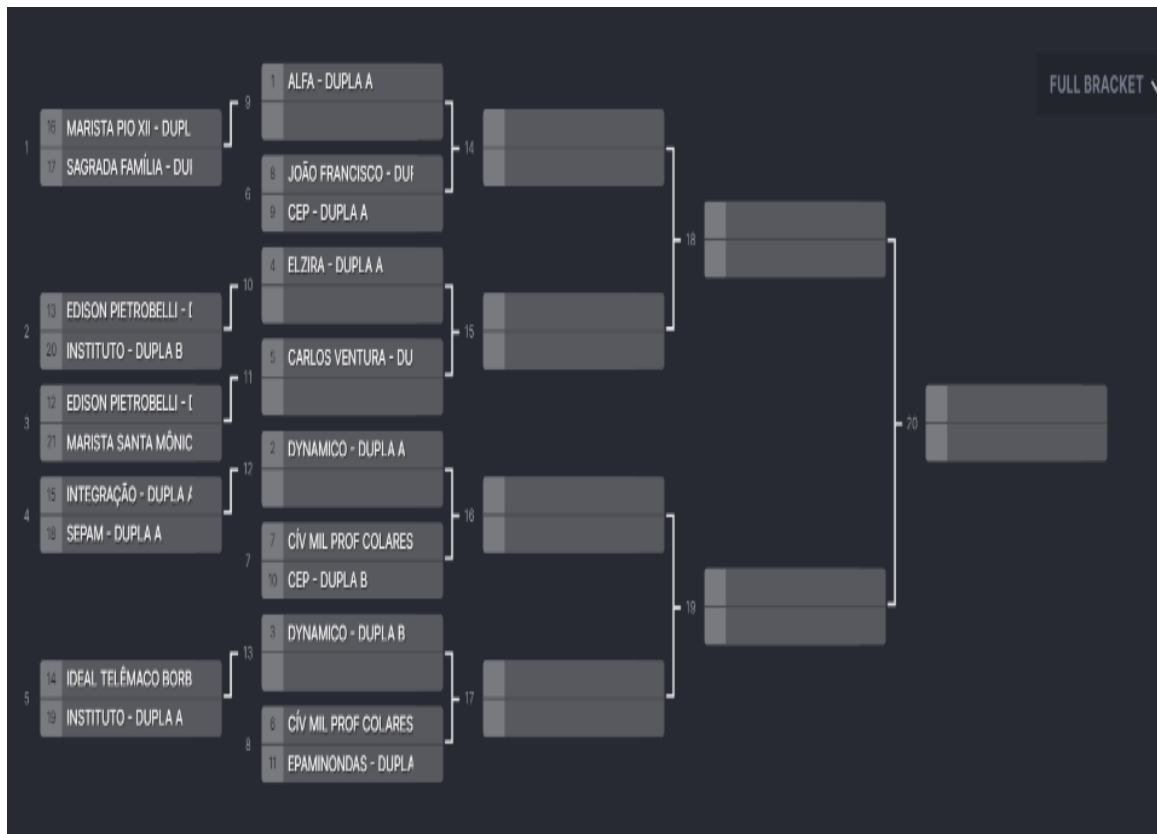 FULL BRACKET
1
16 MARISTA PIO XII - DUPL
17 SAGRADA FAMÍLIA - DUI
2
13 EDISON PIETROBELLI - D
20 INSTITUTO - DUPLA B
3
12 EDISON PIETROBELLI - D
21 MARISTA SANTA MÔNIC
4
15 INTEGRAÇÃO - DUPLA A
18 SEPAM - DUPLA A
5
14 IDEAL TELÊMACO BORB
19 INSTITUTO - DUPLA A
9
1 ALFA - DUPLA A
6
8 JOÃO FRANCISCO - DUP
9 CEP - DUPLA A
10
4 ELZIRA - DUPLA A
11
5 CARLOS VENTURA - DU
12
2 DYNAMICO - DUPLA A
7
7 CÍV MIL PROF COLARES
10 CEP - DUPLA B
13
3 DYNAMICO - DUPLA B
8
6 CÍV MIL PROF COLARES
11 EPAMINONDAS - DUPLA
14
15
16
17
18
19
20